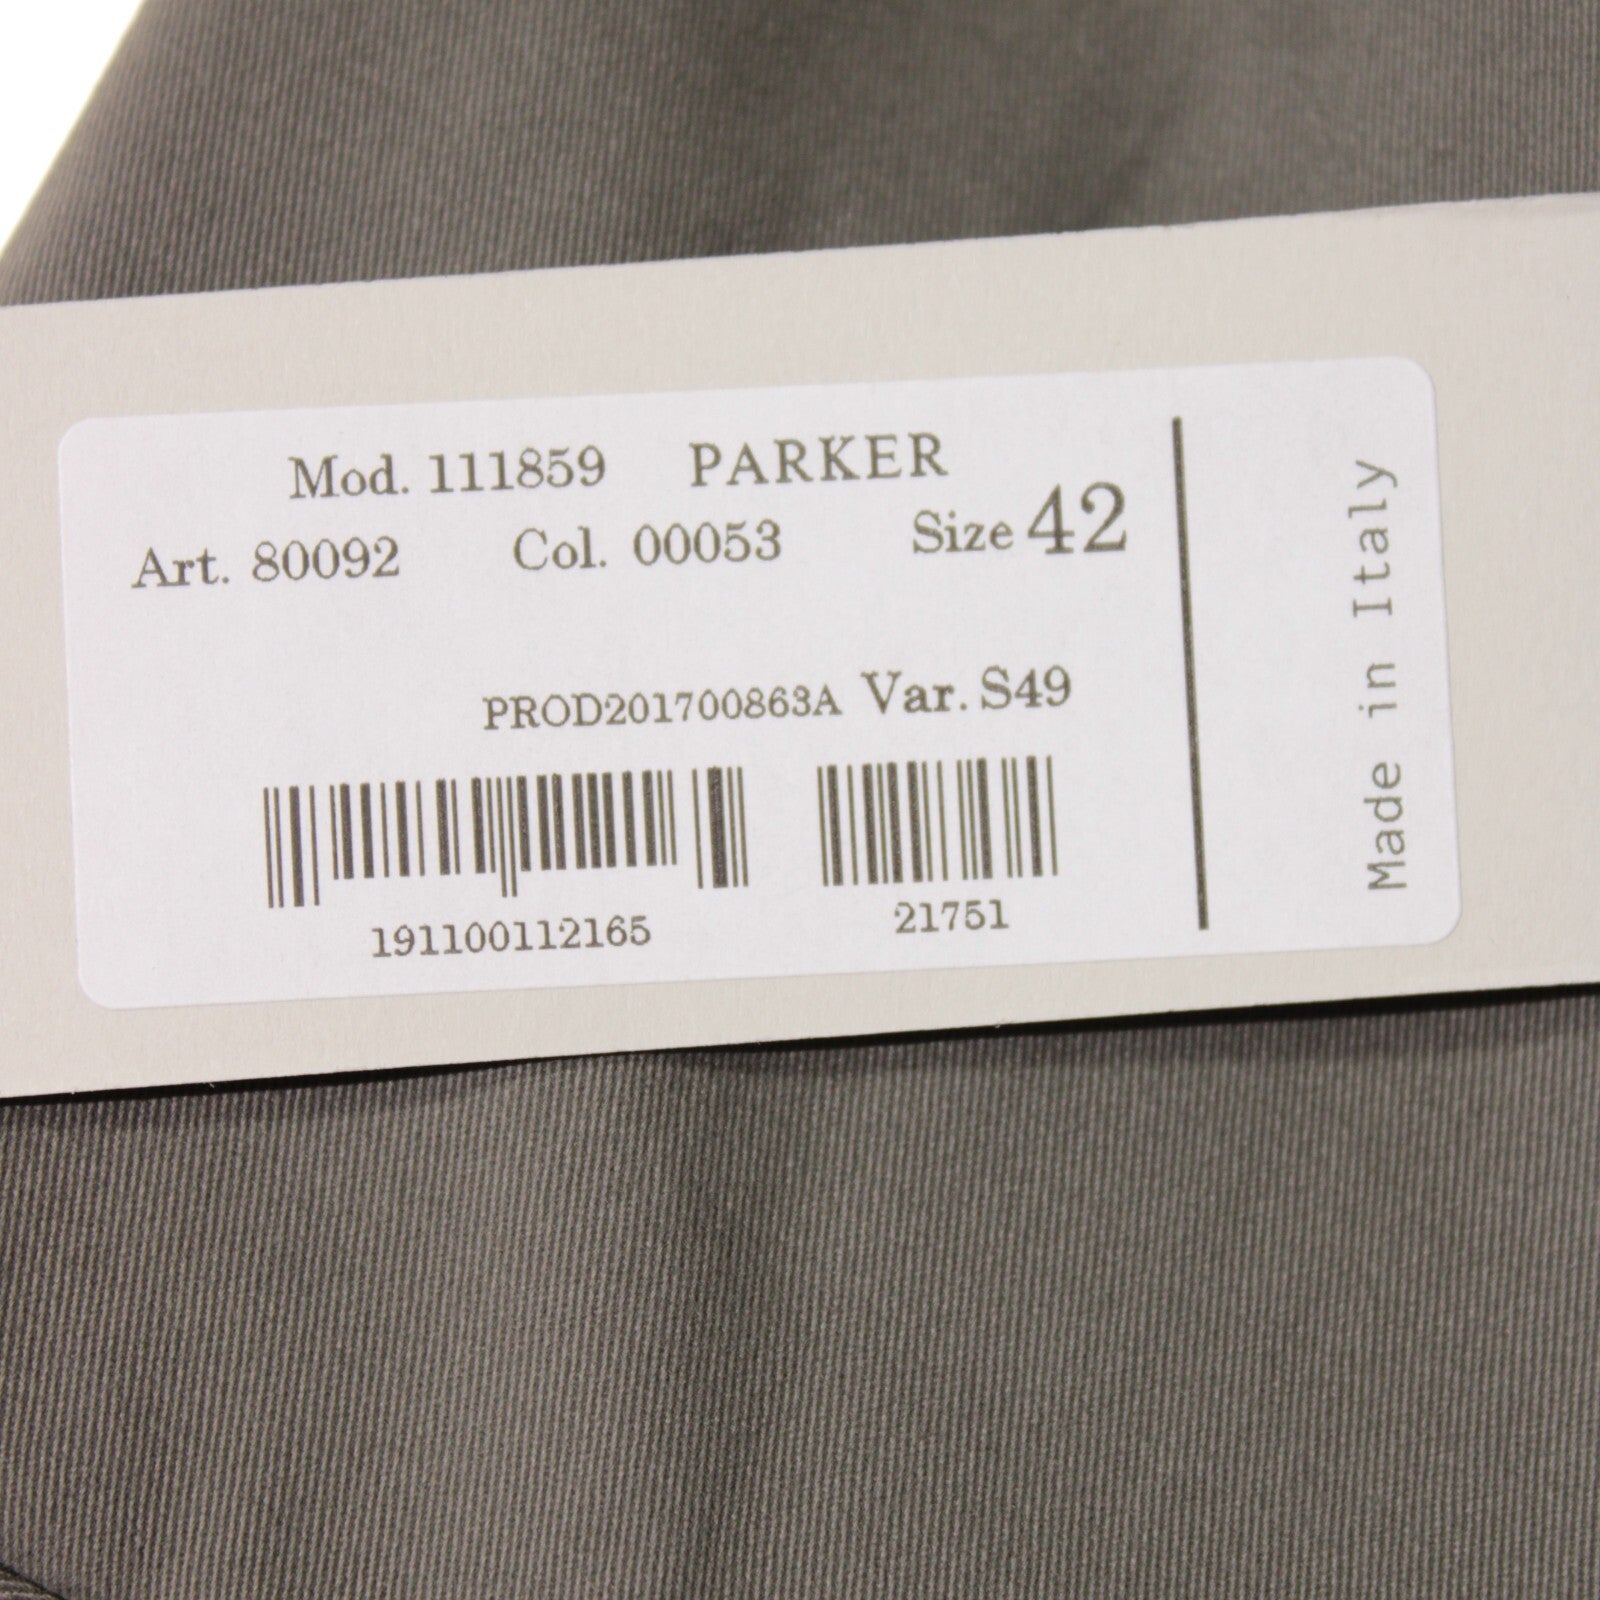 Mod. 111859 PARKER
Art. 80092 Col. 00053 Size 42
PROD201700863A Var. S49
191100112165 21751
Made in Italy